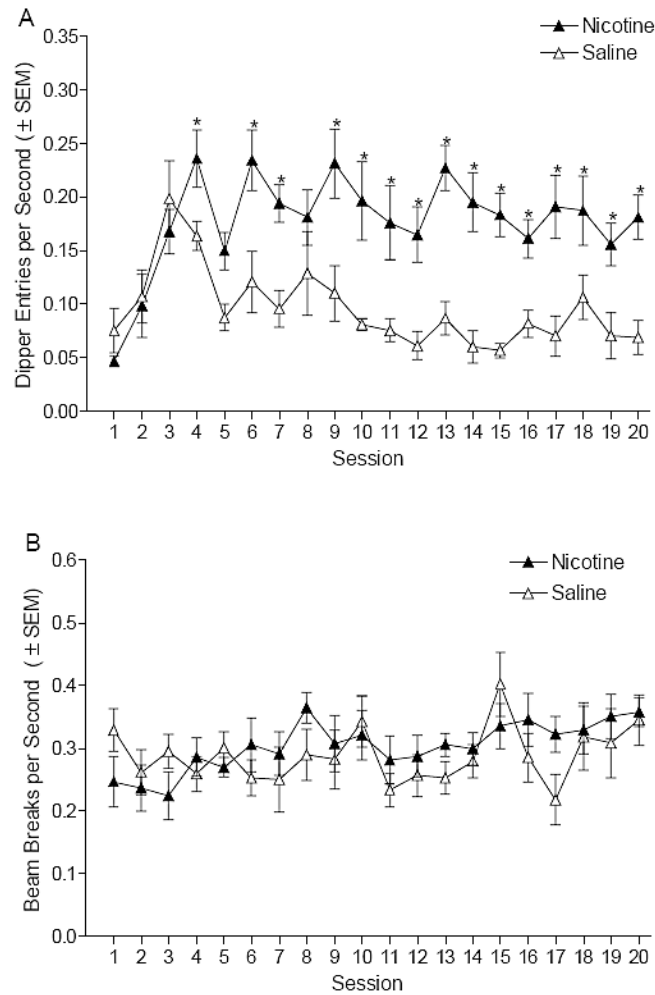 A
Nicotine
Saline
Dipper Entries per Second (± SEM)
0.35
0.30
0.25
0.20
0.15
0.10
0.05
0.00
* * * * * * * * * * * * * * *
1 2 3 4 5 6 7 8 9 10 11 12 13 14 15 16 17 18 19 20
Session
B
Nicotine
Saline
Beam Breaks per Second (± SEM)
0.6
0.5
0.4
0.3
0.2
0.1
0.0
1 2 3 4 5 6 7 8 9 10 11 12 13 14 15 16 17 18 19 20
Session